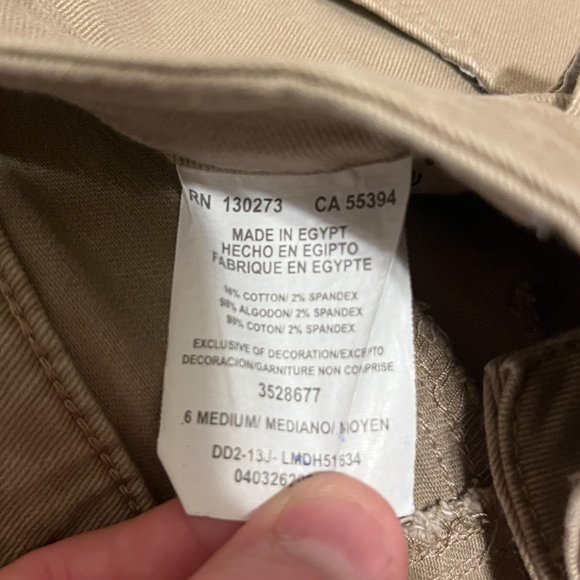 RN 130273 CA 55394
MADE IN EGYPT
HECHO EN EGIPTO
FABRIQUE EN EGYPTE
98% COTTON/ 2% SPANDEX
98% ALGODON/ 2% SPANDEX
98% COTON/ 2% SPANDEX
EXCLUSIVE OF DECORATION/EXCEPTO
DECORACION/GARNITURE NON COMPRISE
3528677
6 MEDIUM/ MEDIANO/ MOYEN
DD2-13J- LMDH51634